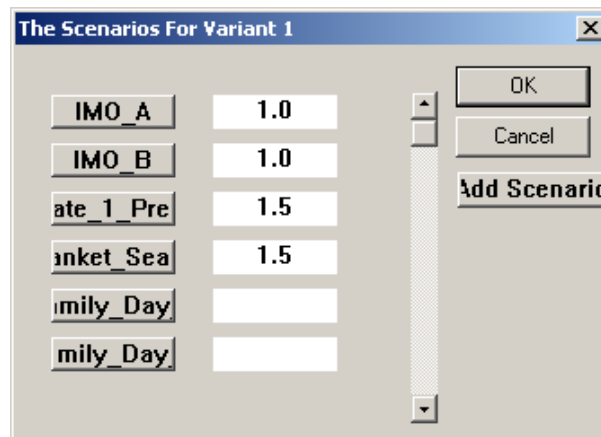 The Scenarios For Variant 1
IMO_A 1.0
IMO_B 1.0
ate_1_Pre 1.5
anket_Sea 1.5
mily_Day
mily_Day_
OK
Cancel
Add Scenario